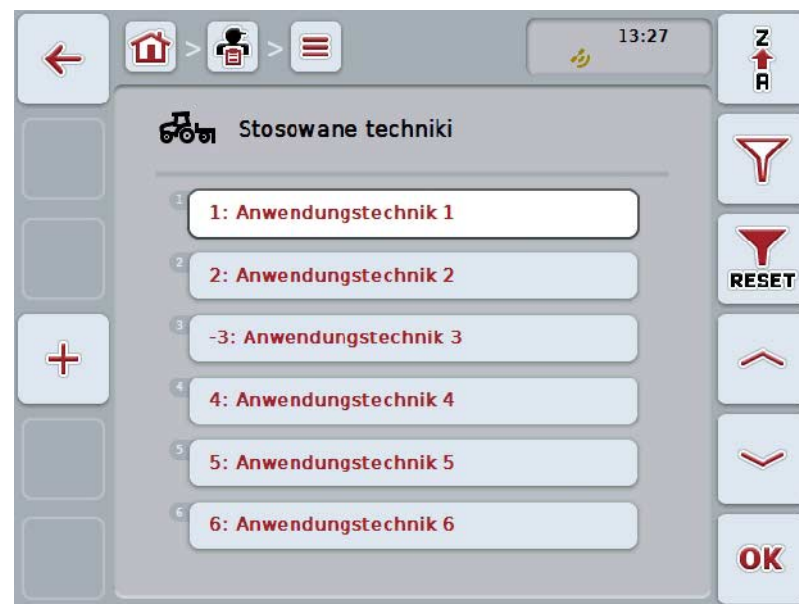 13:27
Z
A
Stosowane techniki
1
1: Anwendungstechnik 1
2
2: Anwendungstechnik 2
RESET
3
-3: Anwendungstechnik 3
4
4: Anwendungstechnik 4
5
5: Anwendungstechnik 5
6
6: Anwendungstechnik 6
OK